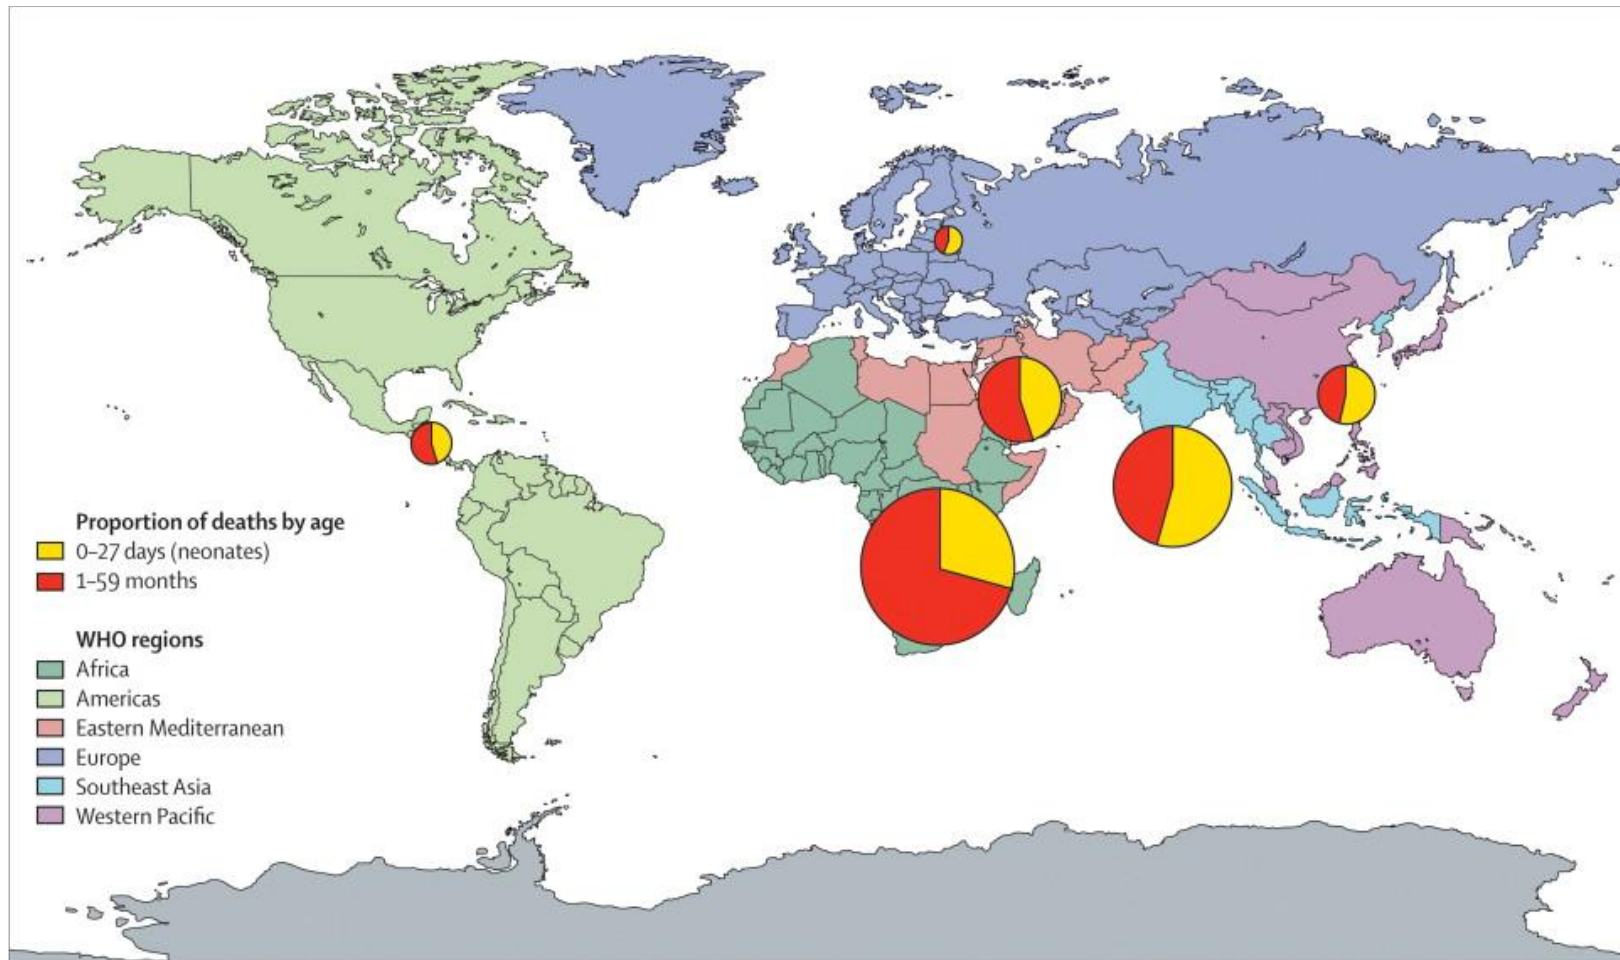 Proportion of deaths by age
0–27 days (neonates)
1–59 months
WHO regions
Africa
Americas
Eastern Mediterranean
Europe
Southeast Asia
Western Pacific